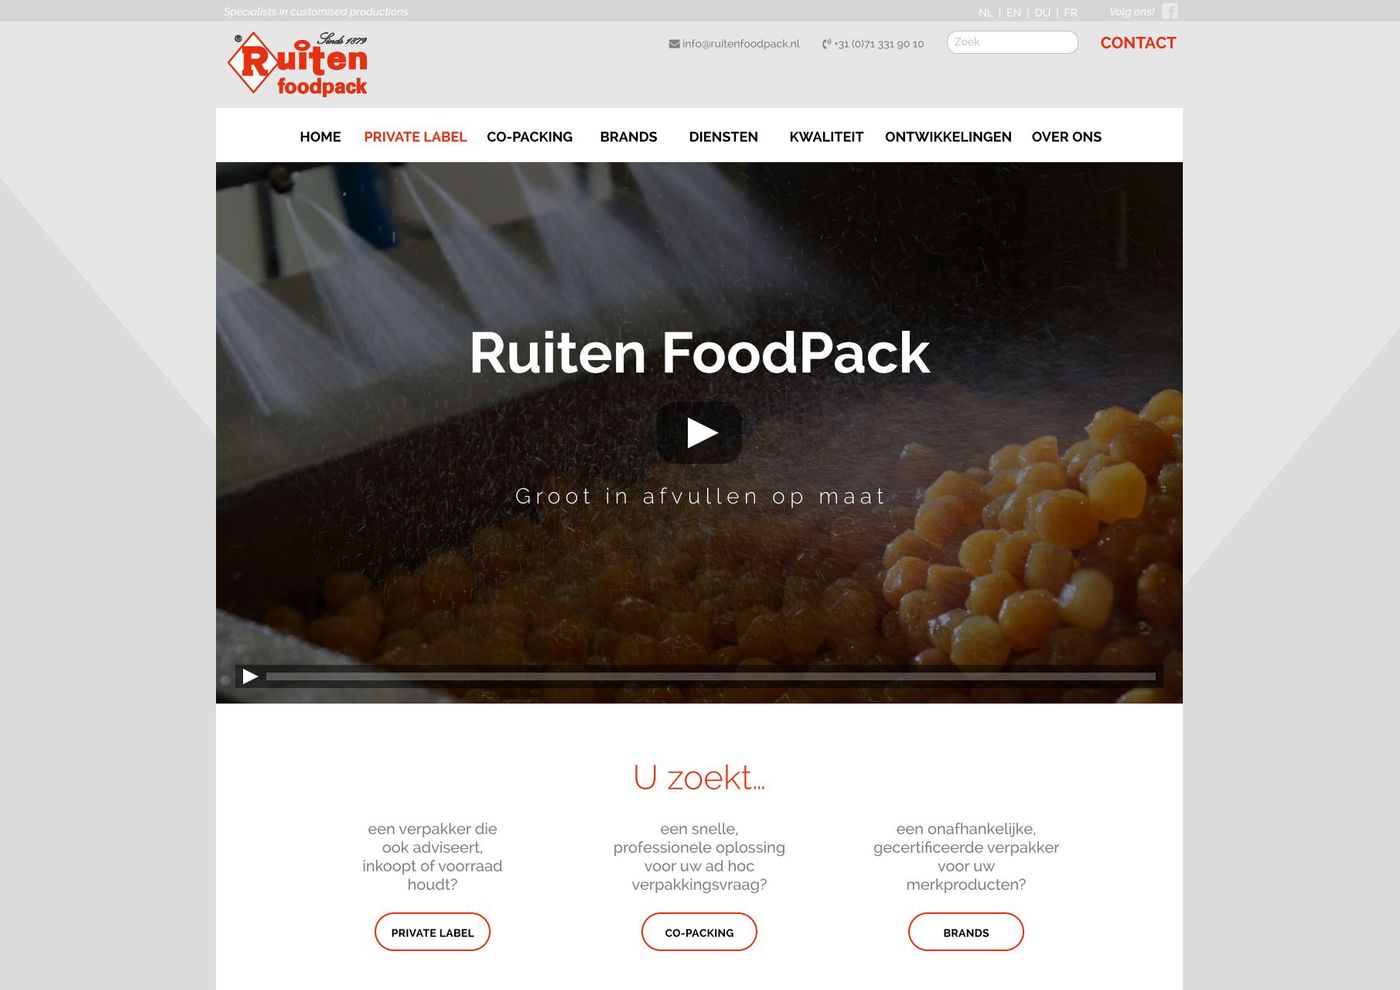 Specialists in customised productions
NL | EN | DU | FR
Volg ons!
® Sinds 1879
Ruiten
foodpack
info@ruitenfoodpack.nl
+31 (0)71 331 90 10
Zoek
CONTACT
HOME PRIVATE LABEL CO-PACKING BRANDS DIENSTEN KWALITEIT ONTWIKKELINGEN OVER ONS
Ruiten FoodPack
Groot in afvullen op maat
U zoekt...
een verpakker die
ook adviseert,
inkoopt of voorraad
houdt?
PRIVATE LABEL
een snelle,
professionele oplossing
voor uw ad hoc
verpakkingsvraag?
CO-PACKING
een onafhankelijke,
gecertificeerde verpakker
voor uw
merkproducten?
BRANDS